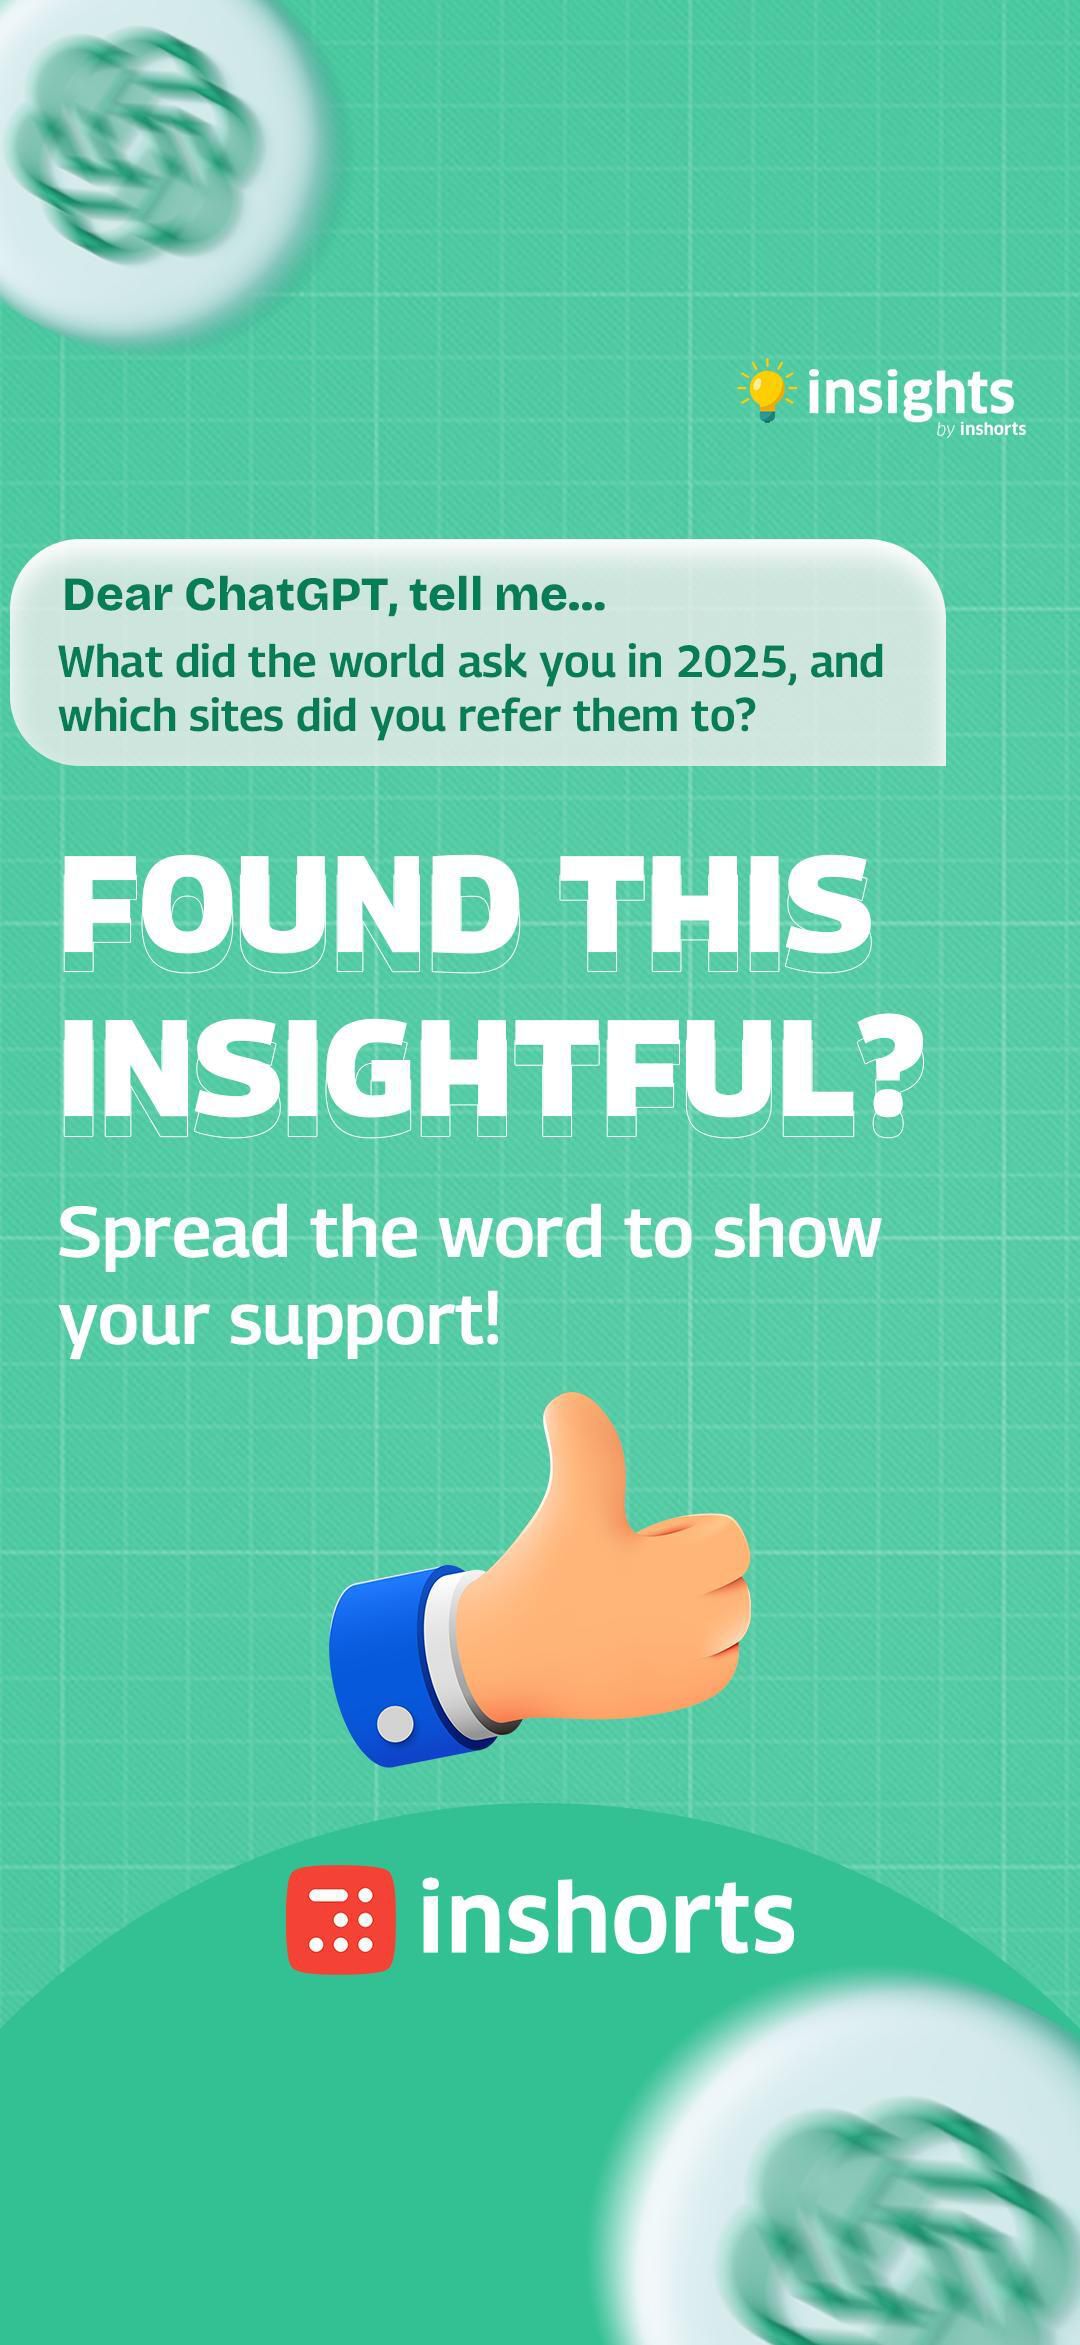 insights
by inshorts
Dear ChatGPT, tell me...
What did the world ask you in 2025, and
which sites did you refer them to?
FOUND THIS
INSIGHTFUL?
Spread the word to show
your support!
inshorts